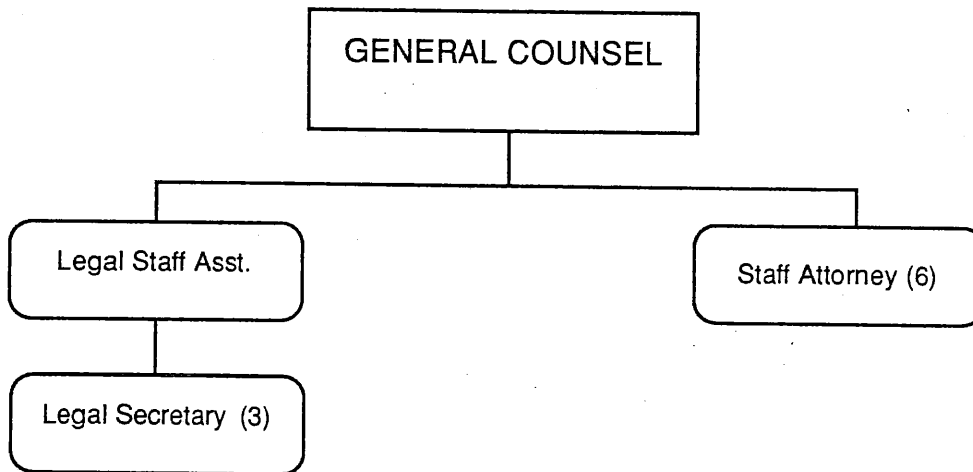 GENERAL COUNSEL
Legal Staff Asst.
Staff Attorney (6)
Legal Secretary (3)